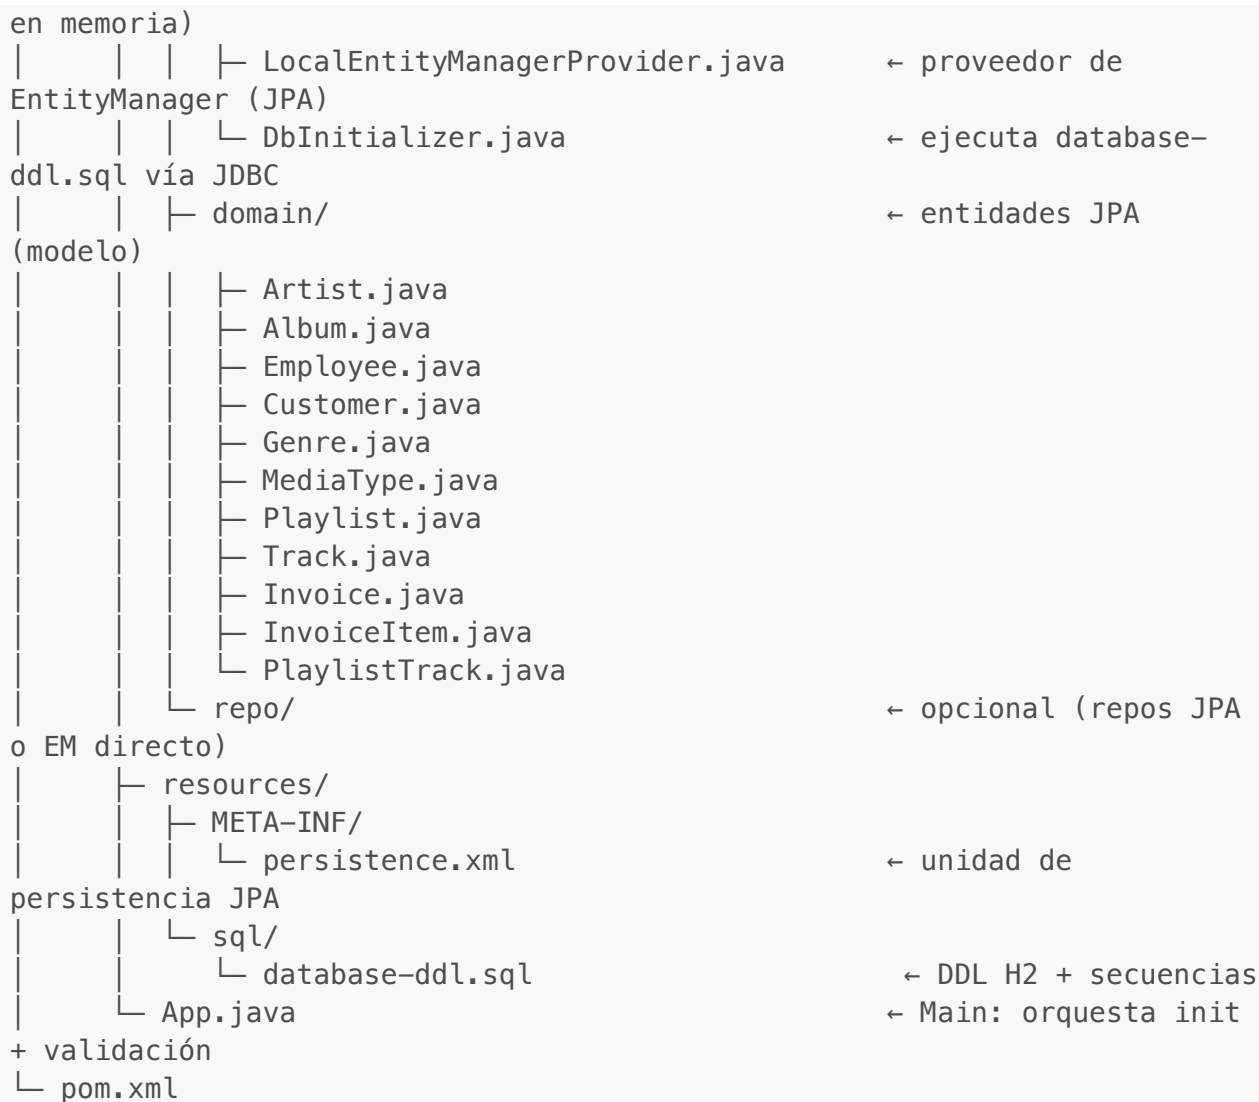 en memoria)
│     │  │  ├─ LocalEntityManagerProvider.java      ← proveedor de
EntityManager (JPA)
│     │  │  └─ DbInitializer.java                   ← ejecuta database-
ddl.sql vía JDBC
│     │  ├─ domain/                                 ← entidades JPA
(modelo)
│     │  │  ├─ Artist.java
│     │  │  ├─ Album.java
│     │  │  ├─ Employee.java
│     │  │  ├─ Customer.java
│     │  │  ├─ Genre.java
│     │  │  ├─ MediaType.java
│     │  │  ├─ Playlist.java
│     │  │  ├─ Track.java
│     │  │  ├─ Invoice.java
│     │  │  ├─ InvoiceItem.java
│     │  │  └─ PlaylistTrack.java
│     │  └─ repo/                                   ← opcional (repos JPA
o EM directo)
│     ├─ resources/
│     │  ├─ META-INF/
│     │  │  └─ persistence.xml                      ← unidad de
persistencia JPA
│     │  └─ sql/
│     │     └─ database-ddl.sql                      ← DDL H2 + secuencias
│     └─ App.java                                   ← Main: orquesta init
+ validación
└─ pom.xml